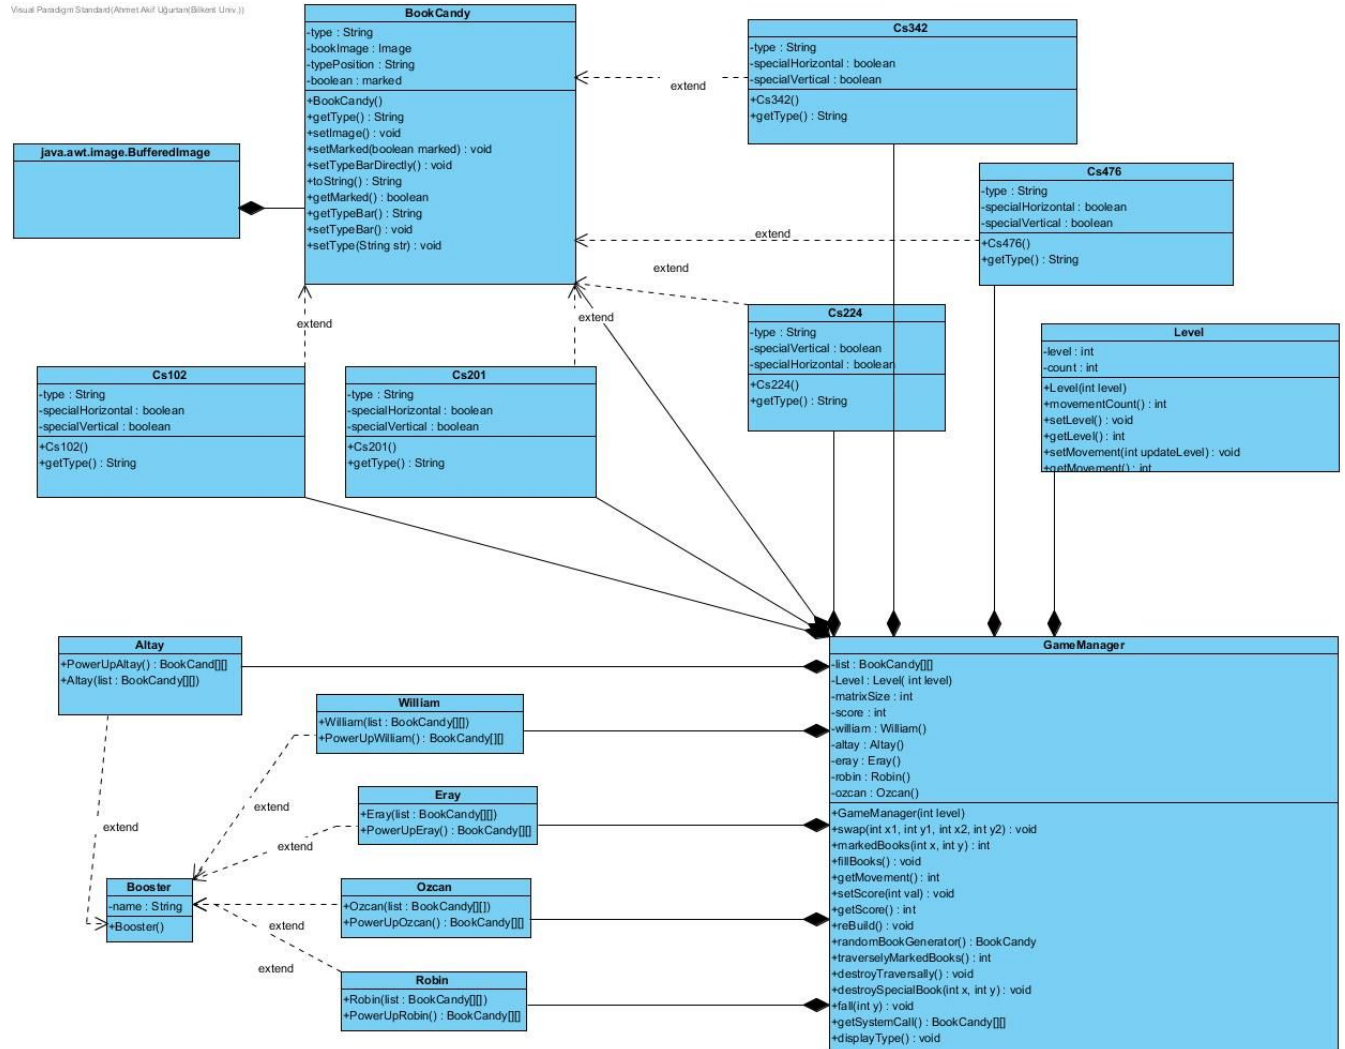 Visual Paradigm Standard(Ahmet Akif Uğurtan(Bilkent Univ.))
BookCandy
-type : String
-bookImage : Image
-typePosition : String
-boolean : marked
+BookCandy()
+getType() : String
+setImage() : void
+setMarked(boolean marked) : void
+setTypeBarDirectly() : void
+toString() : String
+getMarked() : boolean
+getTypeBar() : String
+setTypeBar() : void
+setType(String str) : void
Cs342
-type : String
-specialHorizontal : boolean
-specialVertical : boolean
+Cs342()
+getType() : String
extend
java.awt.image.BufferedImage
Cs476
-type : String
-specialHorizontal : boolean
-specialVertical : boolean
+Cs476()
+getType() : String
extend
extend
extend
extend
Cs224
-type : String
-specialVertical : boolean
-specialHorizontal : boolean
+Cs224()
+getType() : String
Level
-level : int
-count : int
+Level(int level)
+movementCount() : int
+setLevel() : void
+getLevel() : int
+setMovement(int updateLevel) : void
+getMovement() : int
Cs102
-type : String
-specialHorizontal : boolean
-specialVertical : boolean
+Cs102()
+getType() : String
Cs201
-type : String
-specialHorizontal : boolean
-specialVertical : boolean
+Cs201()
+getType() : String
Altay
+PowerUpAltay() : BookCand[][]
+Altay(list : BookCandy[][])
William
+William(list : BookCandy[][])
+PowerUpWilliam() : BookCandy[][]
Eray
+Eray(list : BookCandy[][])
+PowerUpEray() : BookCandy[][]
extend
extend
extend
Booster
-name : String
+Booster()
Ozcan
+Ozcan(list : BookCandy[][])
+PowerUpOzcan() : BookCandy[][]
extend
extend
Robin
+Robin(list : BookCandy[][])
+PowerUpRobin() : BookCandy[][]
GameManager
-list : BookCandy[][]
-Level : Level( int level)
-matrixSize : int
-score : int
-william : William()
-altay : Altay()
-eray : Eray()
-robin : Robin()
-ozcan : Ozcan()
+GameManager(int level)
+swap(int x1, int y1, int x2, int y2) : void
+markedBooks(int x, int y) : int
+fillBooks() : void
+getMovement() : int
+setScore(int val) : void
+getScore() : int
+reBuild() : void
+randomBookGenerator() : BookCandy
+traverselyMarkedBooks() : int
+destroyTraversally() : void
+destroySpecialBook(int x, int y) : void
+fall(int y) : void
+getSystemCall() : BookCandy[][]
+displayType() : void